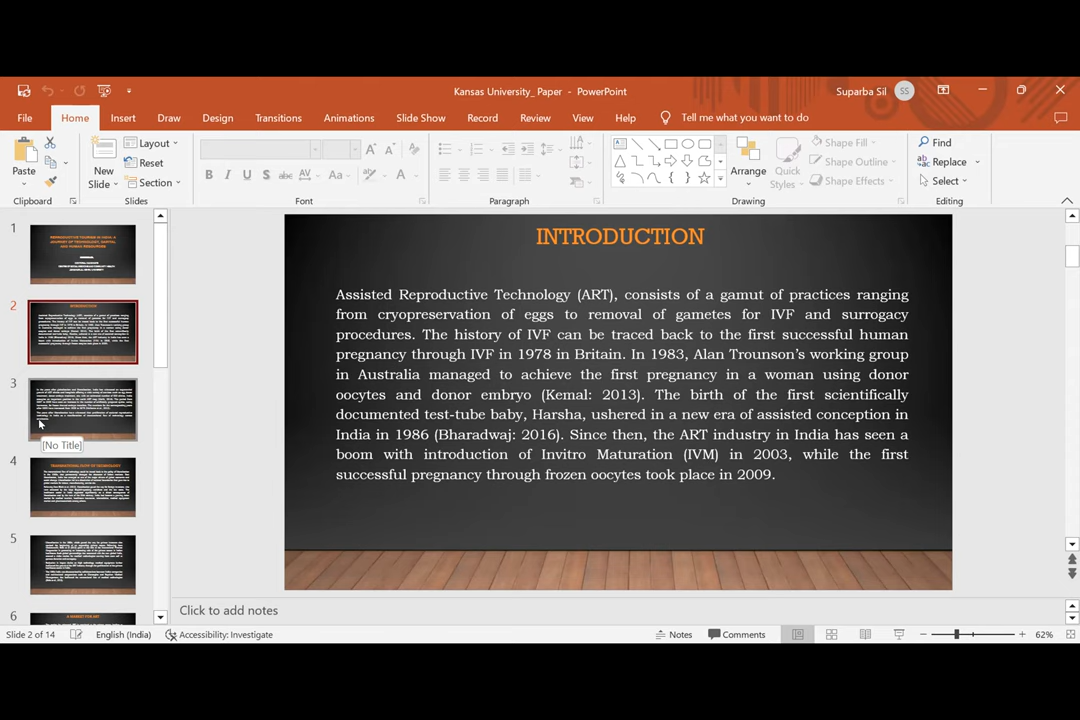 Kansas University_ Paper - PowerPoint
Suparba Sil
SS
File Home Insert Draw Design Transitions Animations Slide Show Record Review View Help Tell me what you want to do
Paste
Clipboard
New
Slide
Layout
Reset
Section
Slides
B I U S abc AV Aa A
Font
Paragraph
Arrange
Quick
Styles
Shape Fill
Shape Outline
Shape Effects
Drawing
Find
Replace
Select
Editing
1
2
3
[No Title]
4
5
6
INTRODUCTION
Assisted Reproductive Technology (ART), consists of a gamut of practices ranging
from cryopreservation of eggs to removal of gametes for IVF and surrogacy
procedures. The history of IVF can be traced back to the first successful human
pregnancy through IVF in 1978 in Britain. In 1983, Alan Trounson's working group
in Australia managed to achieve the first pregnancy in a woman using donor
oocytes and donor embryo (Kemal: 2013). The birth of the first scientifically
documented test-tube baby, Harsha, ushered in a new era of assisted conception in
India in 1986 (Bharadwaj: 2016). Since then, the ART industry in India has seen a
boom with introduction of Invitro Maturation (IVM) in 2003, while the first
successful pregnancy through frozen oocytes took place in 2009.
Click to add notes
Slide 2 of 14 English (India) Accessibility: Investigate Notes Comments 62%